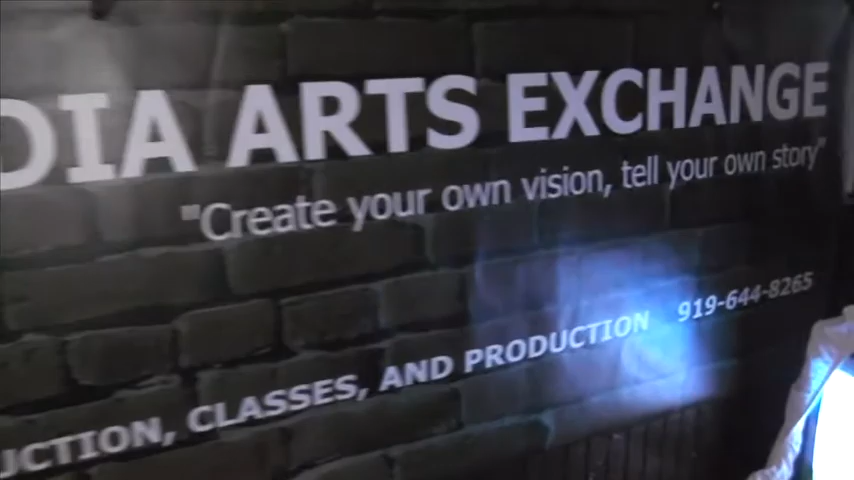 DIA ARTS EXCHANGE
"Create your own vision, tell your own story"
919-644-8265
UCTION, CLASSES, AND PRODUCTION